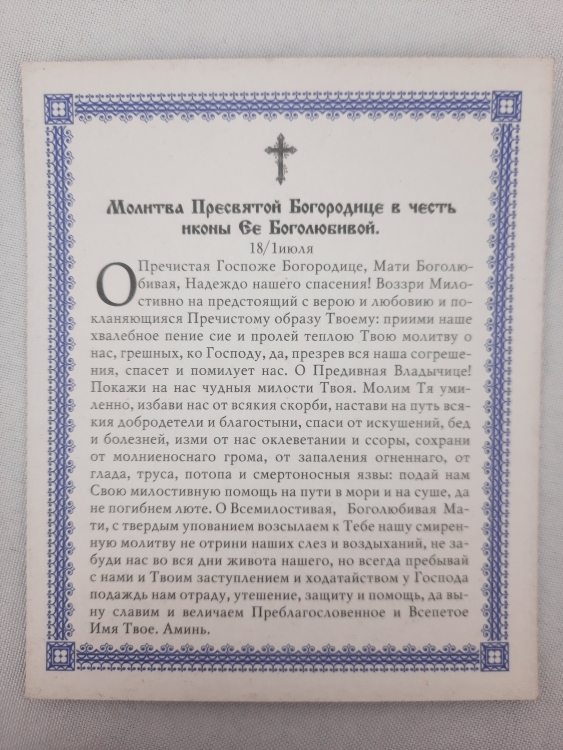 Молитва Пресвятой Богородице в честь
иконы Ее Боголюбивой.
18/1июля
О Пречистая Госпоже Богородице, Мати Боголю-
бивая, Надеждо нашего спасения! Воззри Мило-
стивно на предстоящий с верою и любовию и по-
кланяющияся Пречистому образу Твоему: приими наше
хвалебное пение сие и пролей теплою Твою молитву о
нас, грешных, ко Господу, да, презрев вся наша согреше-
ния, спасет и помилует нас. О Предивная Владычице!
Покажи на нас чудныя милости Твоя. Молим Тя уми-
ленно, избави нас от всякия скорби, настави на путь вся-
кия добродетели и благостыни, спаси от искушений, бед
и болезней, изми от нас оклеветании и ссоры, сохрани
от молниеноснаго грома, от запаления огненнаго, от
глада, труса, потопа и смертоносныя язвы: подай нам
Свою милостивную помощь на пути в мори и на суше, да
не погибнем люте. О Всемилостивая, Боголюбивая Ма-
ти, с твердым упованием возсылаем к Тебе нашу смирен-
ную молитву не отрини наших слез и воздыханий, не за-
буди нас во вся дни живота нашего, но всегда пребывай
с нами и Твоим заступлением и ходатайством у Господа
подаждь нам отраду, утешение, защиту и помощь, да вы-
ну славим и величаем Преблагословенное и Всепетое
Имя Твое. Аминь.